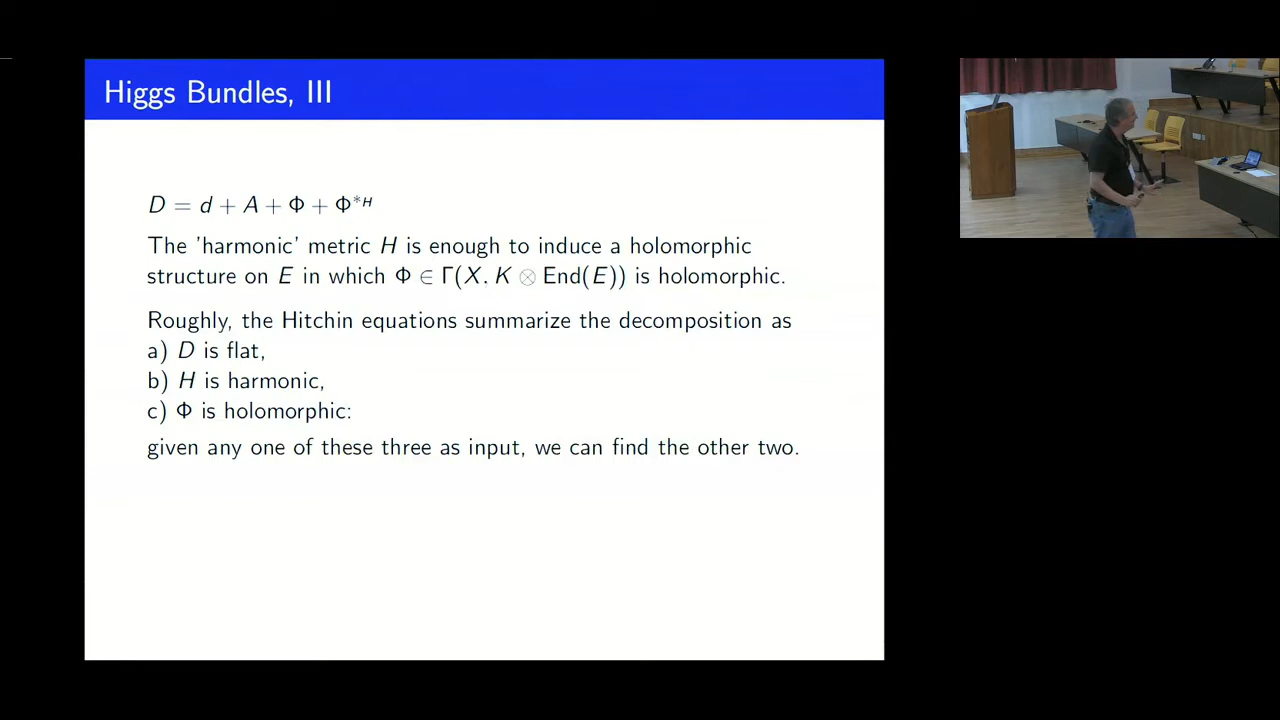 Higgs Bundles, III
D = d + A + Φ + Φ*ᴴ
The 'harmonic' metric H is enough to induce a holomorphic
structure on E in which Φ ∈ Γ(X. K ⊗ End(E)) is holomorphic.
Roughly, the Hitchin equations summarize the decomposition as
a) D is flat,
b) H is harmonic,
c) Φ is holomorphic:
given any one of these three as input, we can find the other two.